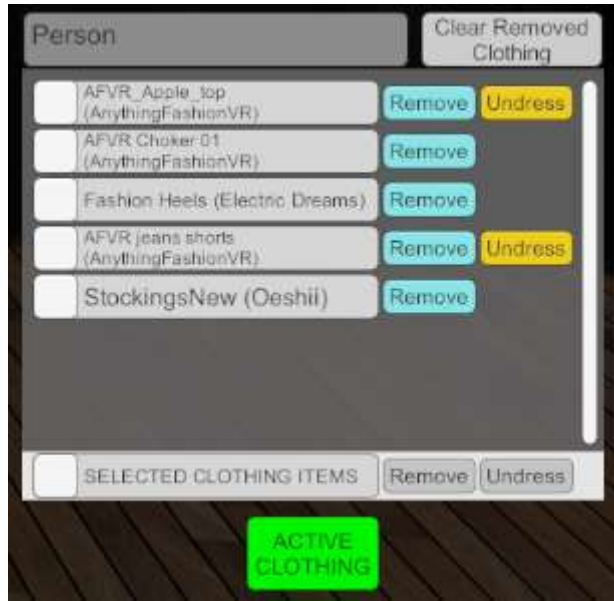 Person
Clear Removed
Clothing
AFVR_Apple_top
(AnythingFashionVR)
Remove
Undress
AFVR Choker 01
(AnythingFashionVR)
Remove
Fashion Heels (Electric Dreams)
Remove
AFVR jeans shorts
(AnythingFashionVR)
Remove
Undress
StockingsNew (Oeshii)
Remove
SELECTED CLOTHING ITEMS
Remove
Undress
ACTIVE
CLOTHING